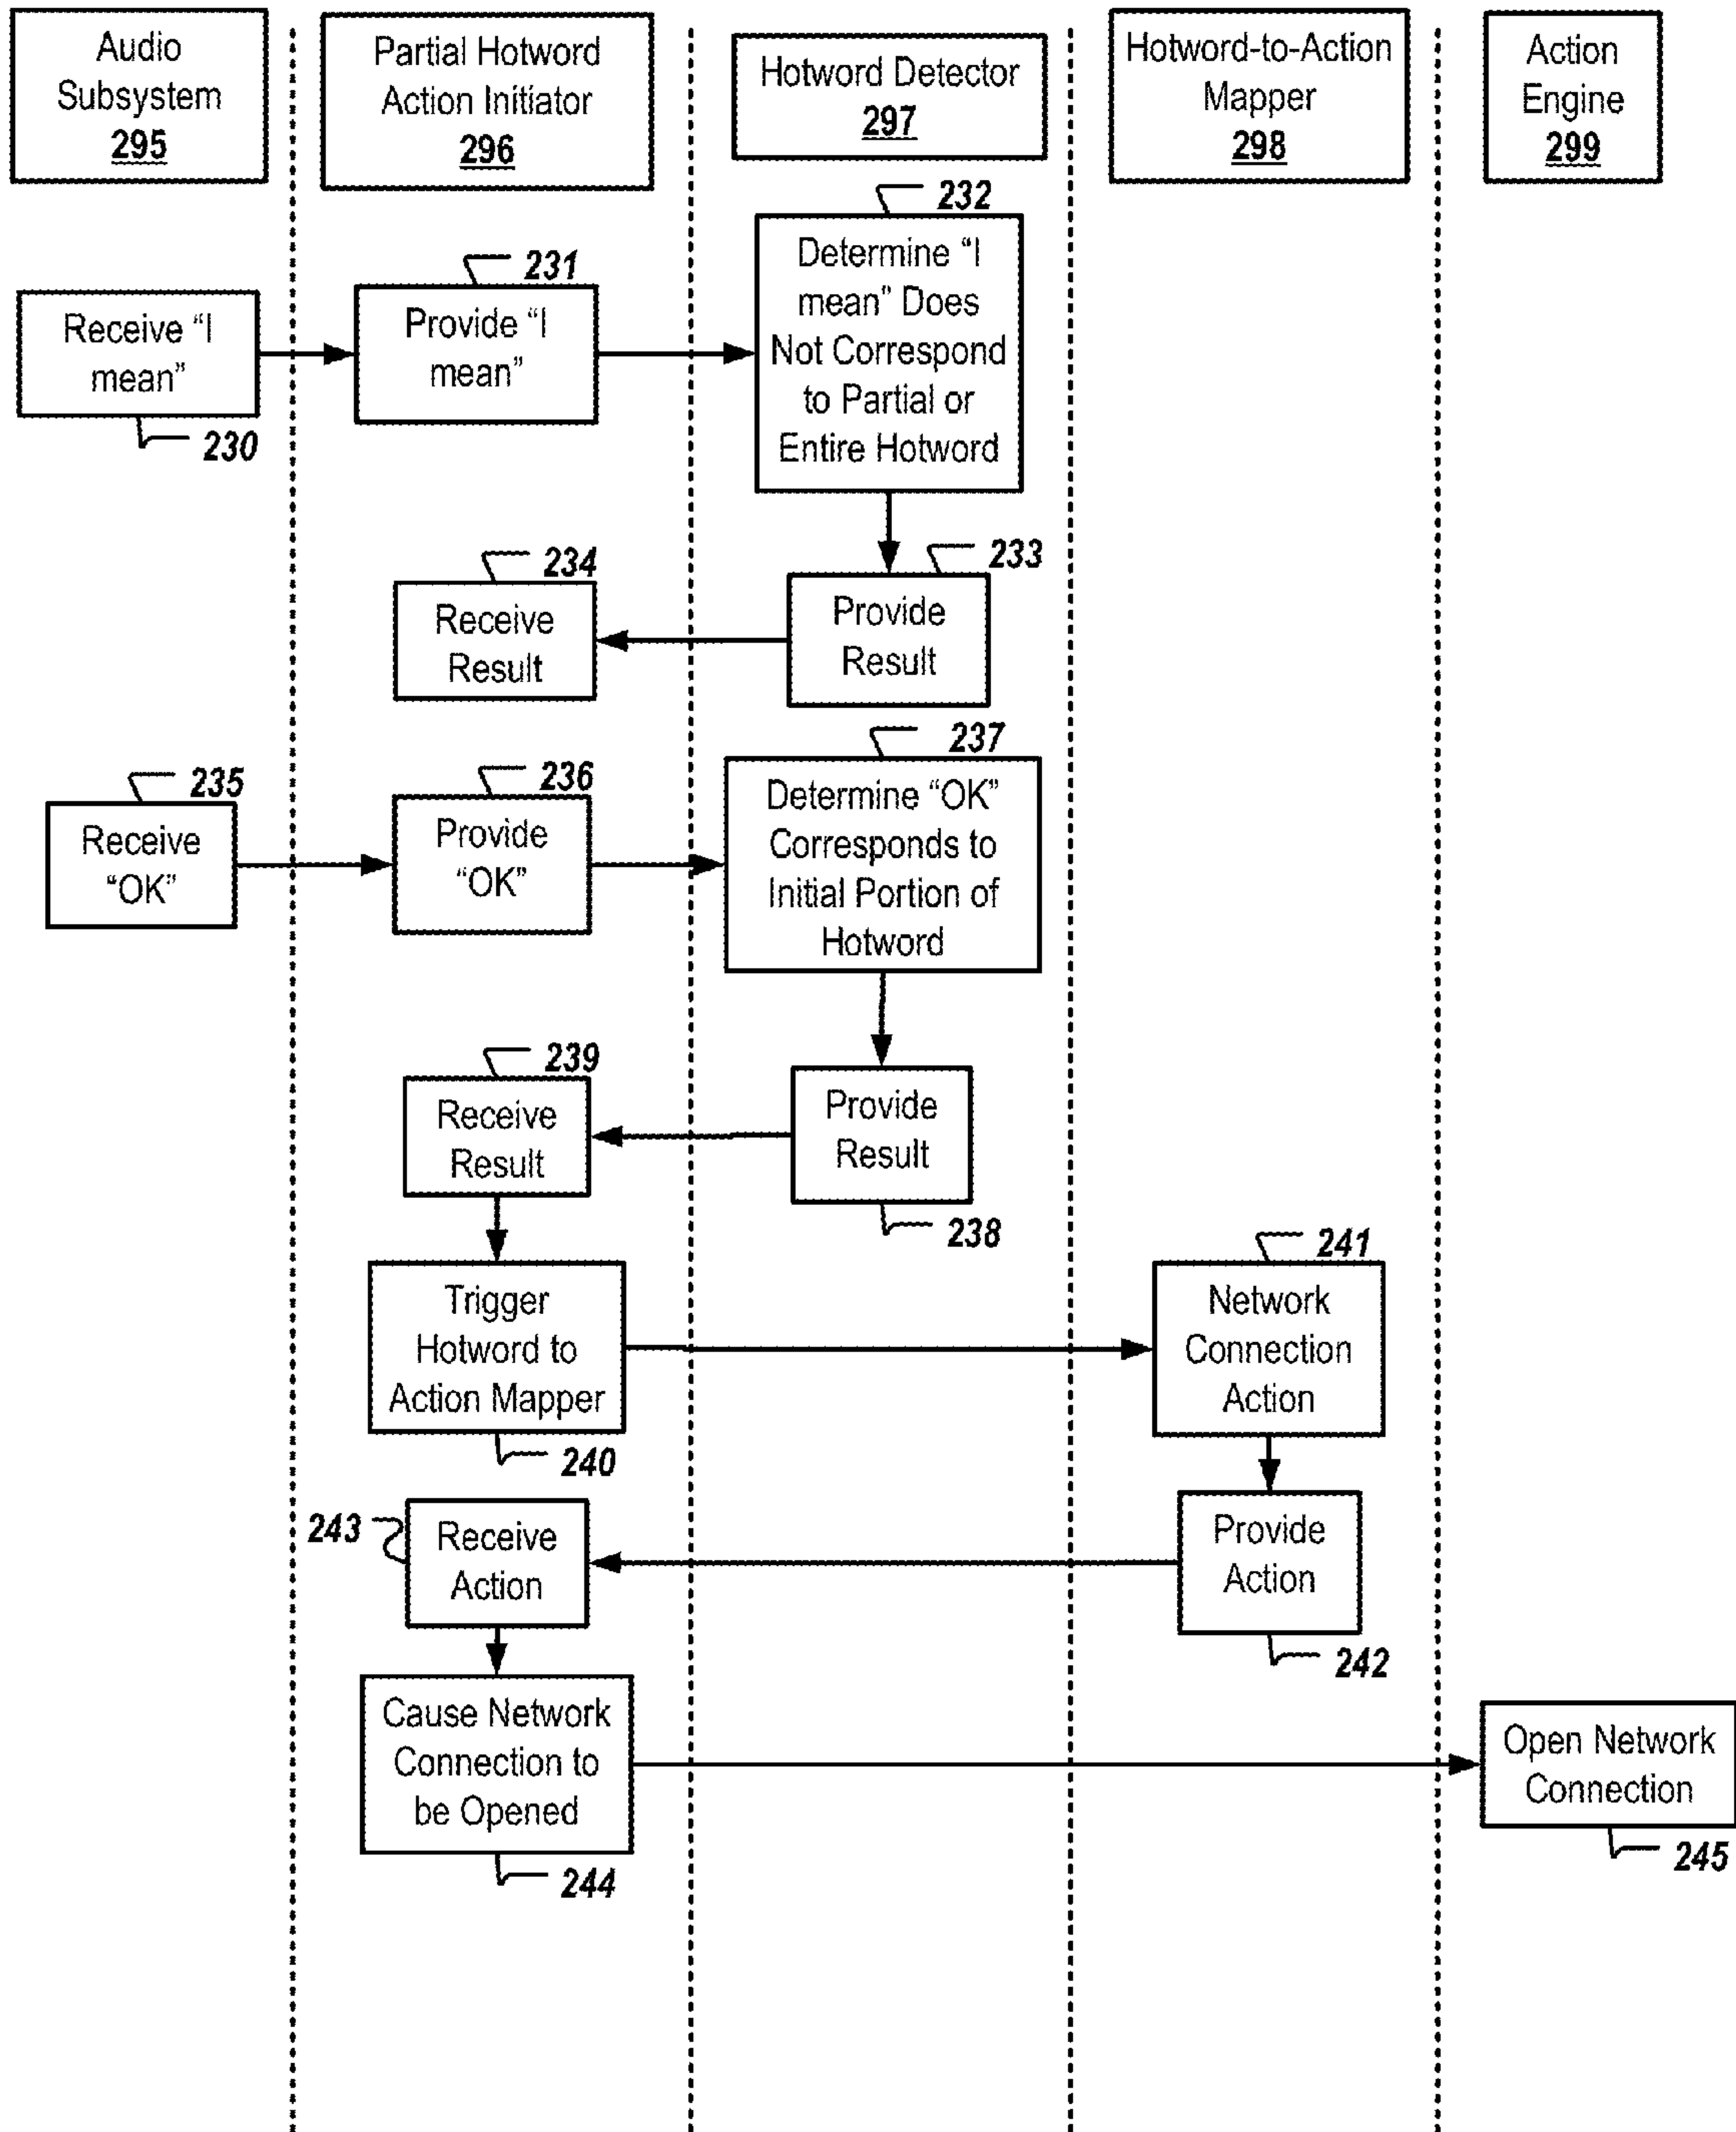 Audio
Subsystem
295
Partial Hotword
Action Initiator
296
Hotword Detector
297
Hotword-to-Action
Mapper
298
Action
Engine
299
230
Receive “I
mean”
231
Provide “I
mean”
232
Determine “I
mean” Does
Not Correspond
to Partial or
Entire Hotword
233
Provide
Result
234
Receive
Result
235
Receive
“OK”
236
Provide
“OK”
237
Determine “OK”
Corresponds to
Initial Portion of
Hotword
238
Provide
Result
239
Receive
Result
240
Trigger
Hotword to
Action Mapper
241
Network
Connection
Action
242
Provide
Action
243
Receive
Action
244
Cause Network
Connection to
be Opened
245
Open Network
Connection